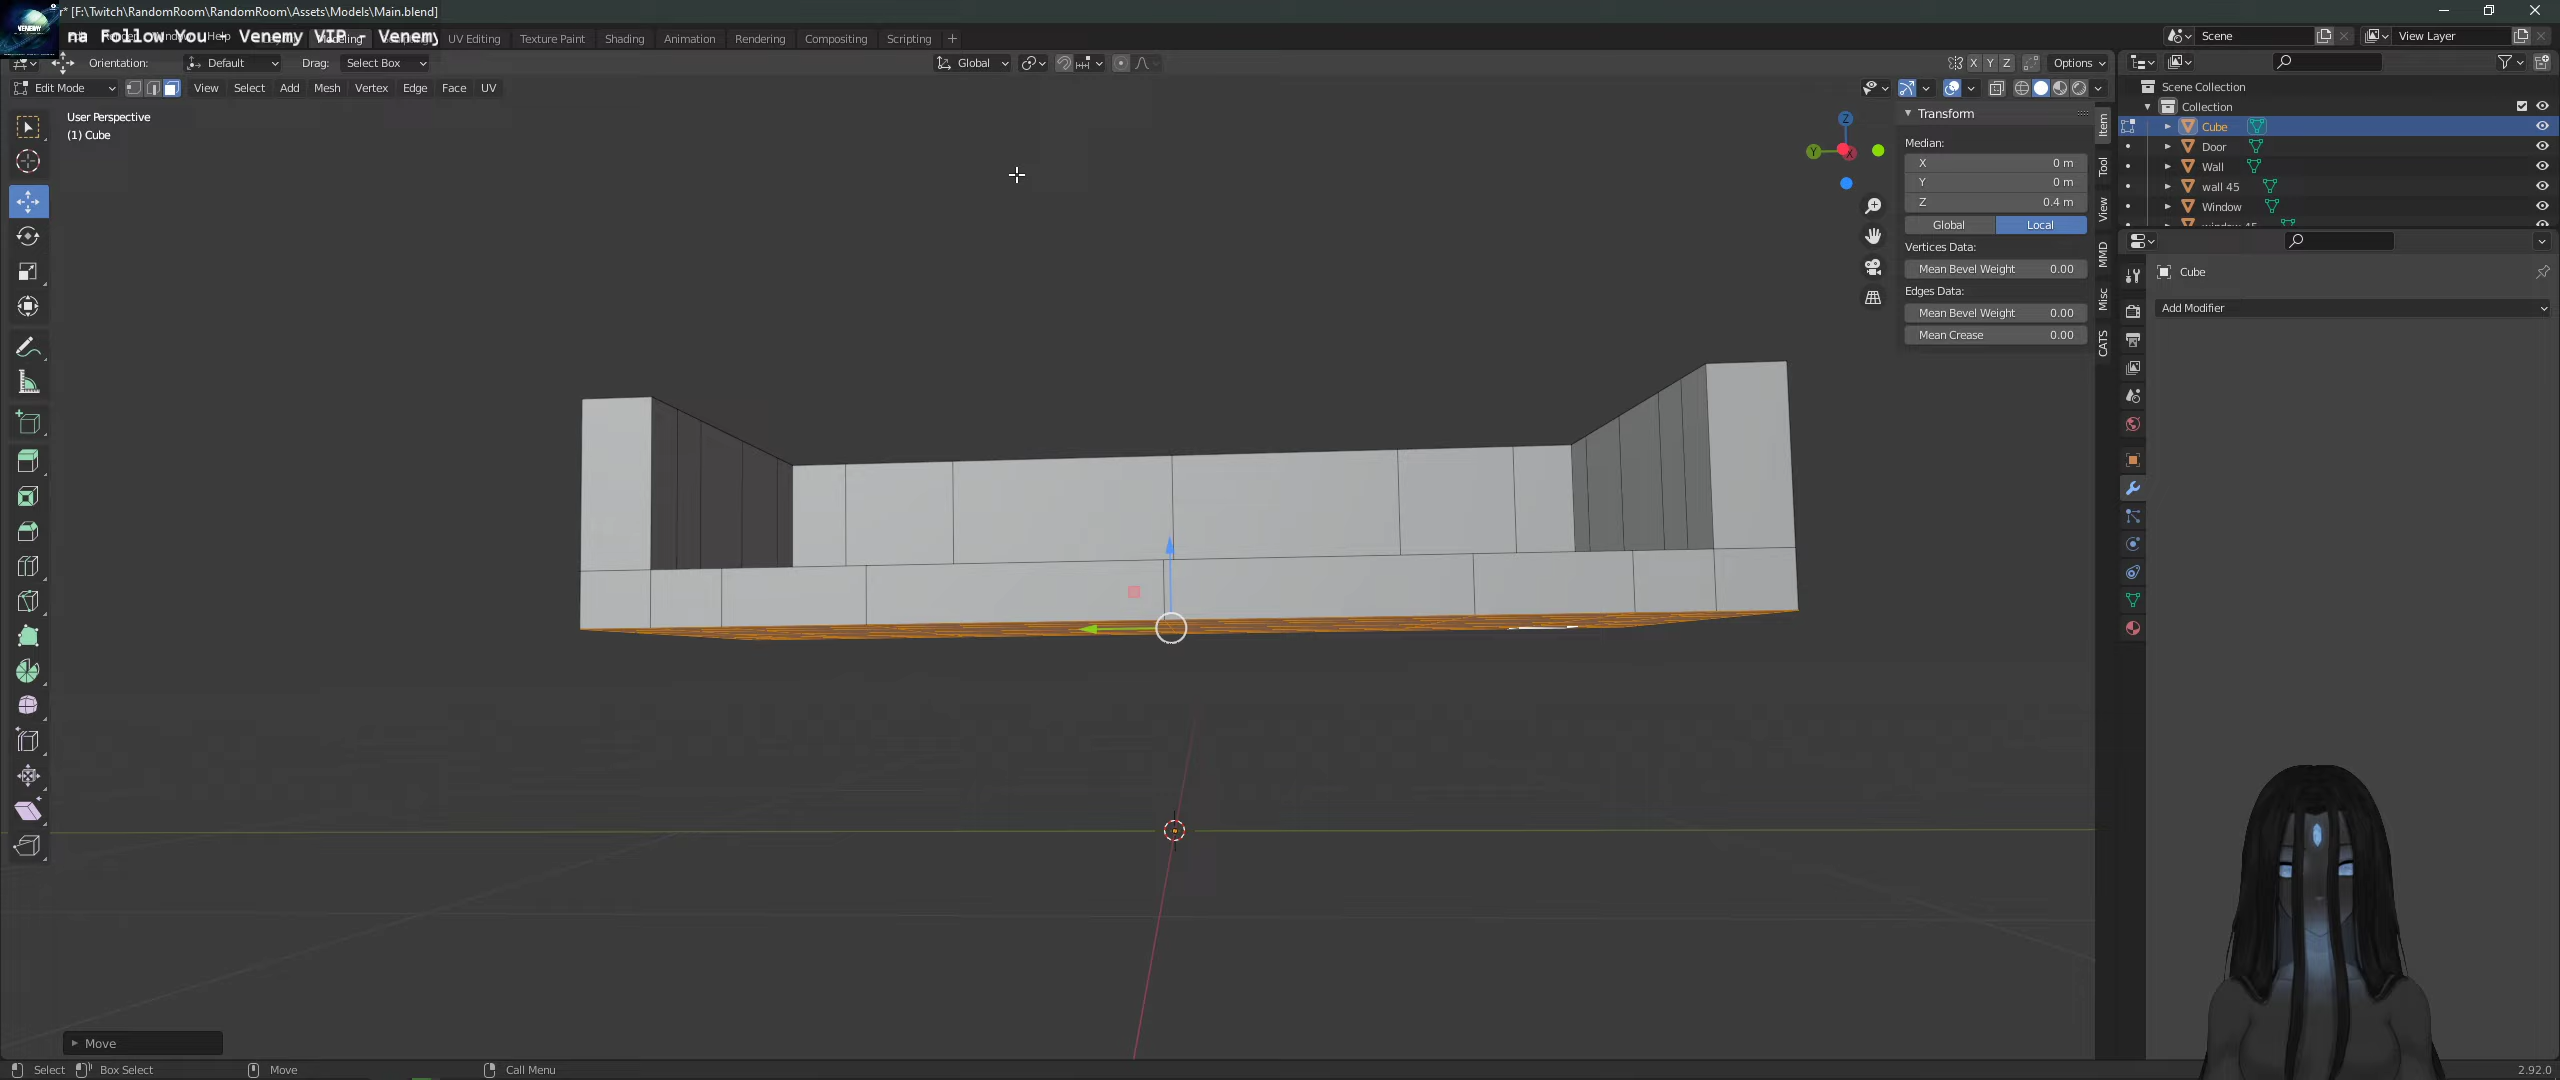 r* [F:\Twitch\RandomRoom\RandomRoom\Assets\Models\Main.blend]
VENEMY
na Follow You - Venemy VIP - Venemy
Help
Modeling
UV Editing
Texture Paint
Shading
Animation
Rendering
Compositing
Scripting
Scene
View Layer
Orientation:
Default
Drag:
Select Box
Global
X
Y
Z
Options
Edit Mode
View
Select
Add
Mesh
Vertex
Edge
Face
UV
User Perspective
(1) Cube
Z
Y
X
Transform
Median:
X 0 m
Y 0 m
Z 0.4 m
Global
Local
Vertices Data:
Mean Bevel Weight 0.00
Edges Data:
Mean Bevel Weight 0.00
Mean Crease 0.00
Item
Tool
View
MMD
Misc
CATS
Scene Collection
Collection
Cube
Door
Wall
wall 45
Window
window 45
Cube
Add Modifier
Move
Select
Box Select
Move
Call Menu
2.92.0